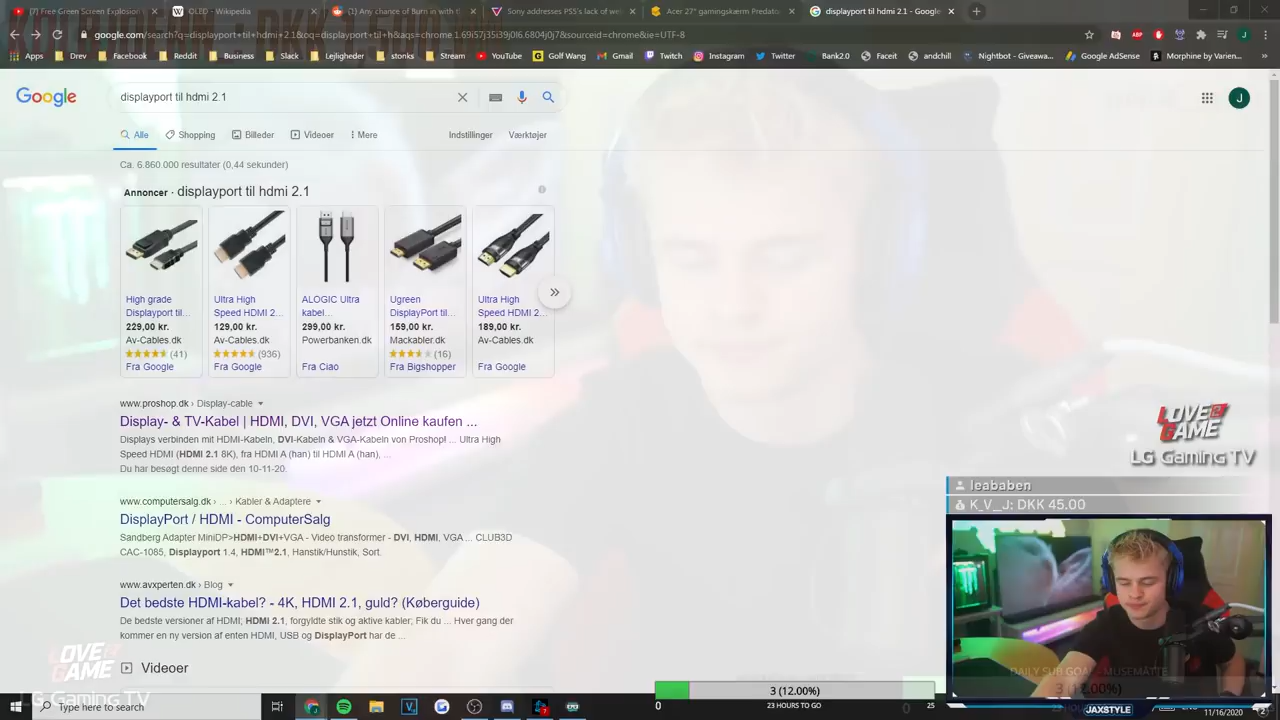 [7] Free Green Screen Explosion
OLED - Wikipedia
(1) Any chance of Burn in with th
Sony addresses PS5's lack of we
Acer 27" gamingskærm Predato
displayport til hdmi 2.1 - Google
google.com/search?q=displayport+til+hdmi+2.1&oq=displayport+til+h&aqs=chrome.1.69i57j35i39j0l6.6804j0j7&sourceid=chrome&ie=UTF-8
Apps Drev Facebook Reddit Business Slack Leiligheder stonks Stream YouTube Golf Wang Gmail Twitch Instagram Twitter Bank2.0 Faceit andchill Nightbot - Giveawa... Google AdSense Morphine by Varien...
Google
displayport til hdmi 2.1
J
Alle Shopping Billeder Videoer Mere Indstillinger Værktøjer
Ca. 6.860.000 resultater (0,44 sekunder)
Annoncer · displayport til hdmi 2.1
High grade
Displayport til...
229,00 kr.
Av-Cables.dk
(41)
Fra Google
Ultra High
Speed HDMI 2...
129,00 kr.
Av-Cables.dk
(936)
Fra Google
ALOGIC Ultra
kabel...
299,00 kr.
Powerbanken.dk
Fra Ciao
Ugreen
DisplayPort til...
159,00 kr.
Mackabler.dk
(16)
Fra Bigshopper
Ultra High
Speed HDMI 2...
189,00 kr.
Av-Cables.dk
Fra Google
www.proshop.dk › Display-cable
Display- & TV-Kabel | HDMI, DVI, VGA jetzt Online kaufen ...
Displays verbinden mit HDMI-Kabeln, DVI-Kabeln & VGA-Kabeln von Proshop! ... Ultra High
Speed HDMI (HDMI 2.1 8K), fra HDMI A (han) til HDMI A (han), ...
Du har besøgt denne side den 10-11-20.
www.computersalg.dk › ... › Kabler & Adaptere
DisplayPort / HDMI - ComputerSalg
Sandberg Adapter MiniDP>HDMI+DVI+VGA - Video transformer - DVI, HDMI, VGA ... CLUB3D
CAC-1085, Displayport 1.4, HDMI™2.1, Hanstik/Hunstik, Sort.
www.avxperten.dk › Blog
Det bedste HDMI-kabel? - 4K, HDMI 2.1, guld? (Køberguide)
De bedste versioner af HDMI, HDMI 2.1, forgyldte stik og aktive kabler; Fik du ... Hver gang der
kommer en ny version af enten HDMI, USB og DisplayPort har de ...
Videoer
LOVE
GAME
LG Gaming TV
leababen
K_V_J: DKK 45.00
DAILY SUB GOAL - MUSEMÅTTE
3 (12.00%)
JAXSTYLE
LOVE
GAME
LG Gaming TV
3 (12.00%)
0 23 HOURS TO GO 25
Type here to search
11/16/2020